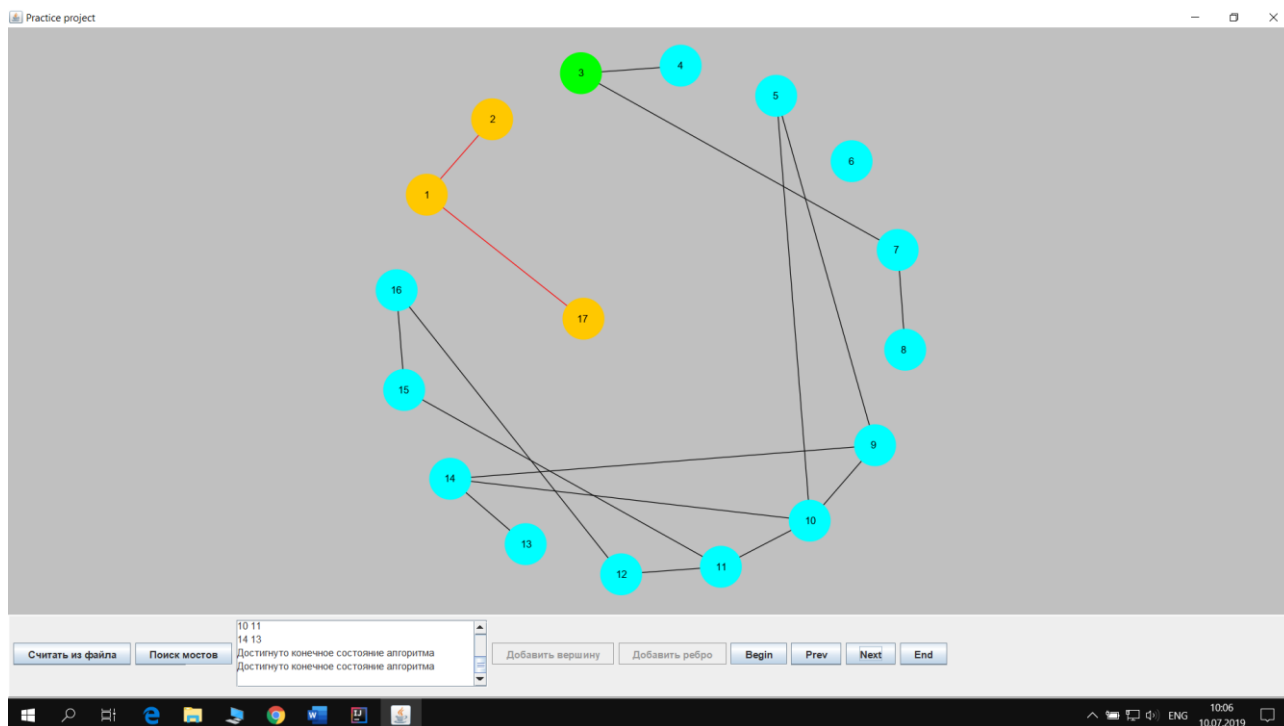 Practice project
3
4
5
2
6
1
7
16
17
8
15
9
14
10
13
11
12
10 11
14 13
Достигнуто конечное состояние алгоритма
Достигнуто конечное состояние алгоритма
Считать из файла
Поиск мостов
Добавить вершину
Добавить ребро
Begin
Prev
Next
End
ENG
10:06
10.07.2019